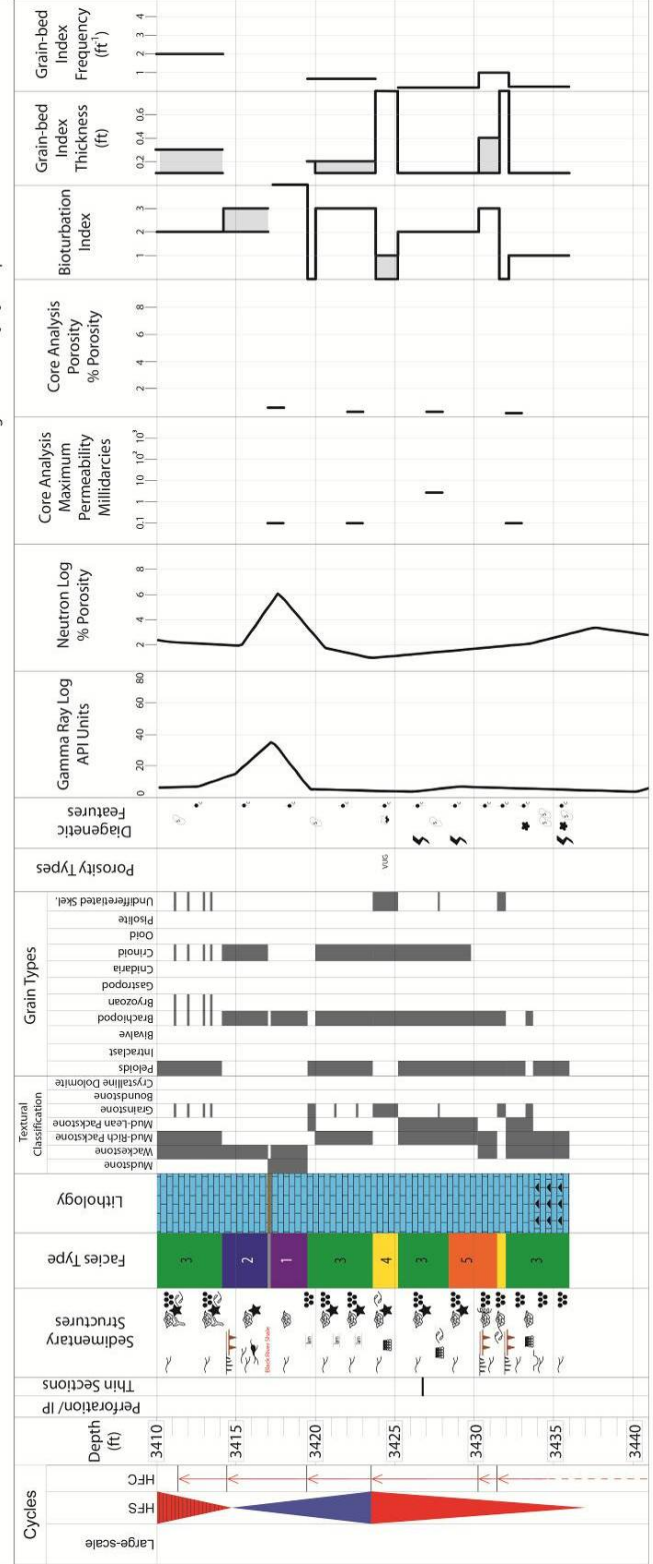 Cycles
Large-scale
HFS
HFC
Depth
(ft)
3410
3415
3420
3425
3430
3435
3440
Perforation/ IP
Thin Sections
Sedimentary
Structures
Black River Shale
Facies Type
3
2
1
3
4
3
5
3
Lithology
Textural
Classification
Mudstone
Wackestone
Mud-Rich Packstone
Mud-Lean Packstone
Grainstone
Boundstone
Crystalline Dolomite
Grain Types
Peloids
Intraclast
Bivalve
Brachiopod
Bryozoan
Gastropod
Cnidaria
Crinoid
Ooid
Pisolite
Undiffretiated Skel.
Porosity Types
VUG
Diagenetic
Features
Gamma Ray Log
API Units
0
20
40
60
80
Neutron Log
% Porosity
2
4
6
8
Core Analysis
Maximum
Permeability
Millidarcies
0.1
1
10
10²
10³
Core Analysis
Porosity
% Porosity
2
4
6
8
Bioturbation
Index
1
2
3
Grain-bed
Index
Thickness
(ft)
0.2
0.4
0.6
Grain-bed
Index
Frequency
(ft⁻¹)
1
2
3
4